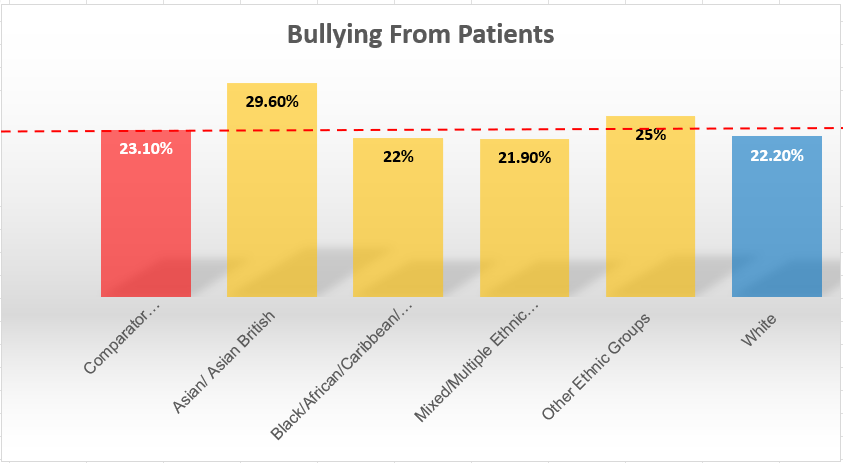 Bullying From Patients
23.10%
29.60%
22%
21.90%
25%
22.20%
Comparator…
Asian/ Asian British
Black/African/Caribbean/…
Mixed/Multiple Ethnic…
Other Ethnic Groups
White